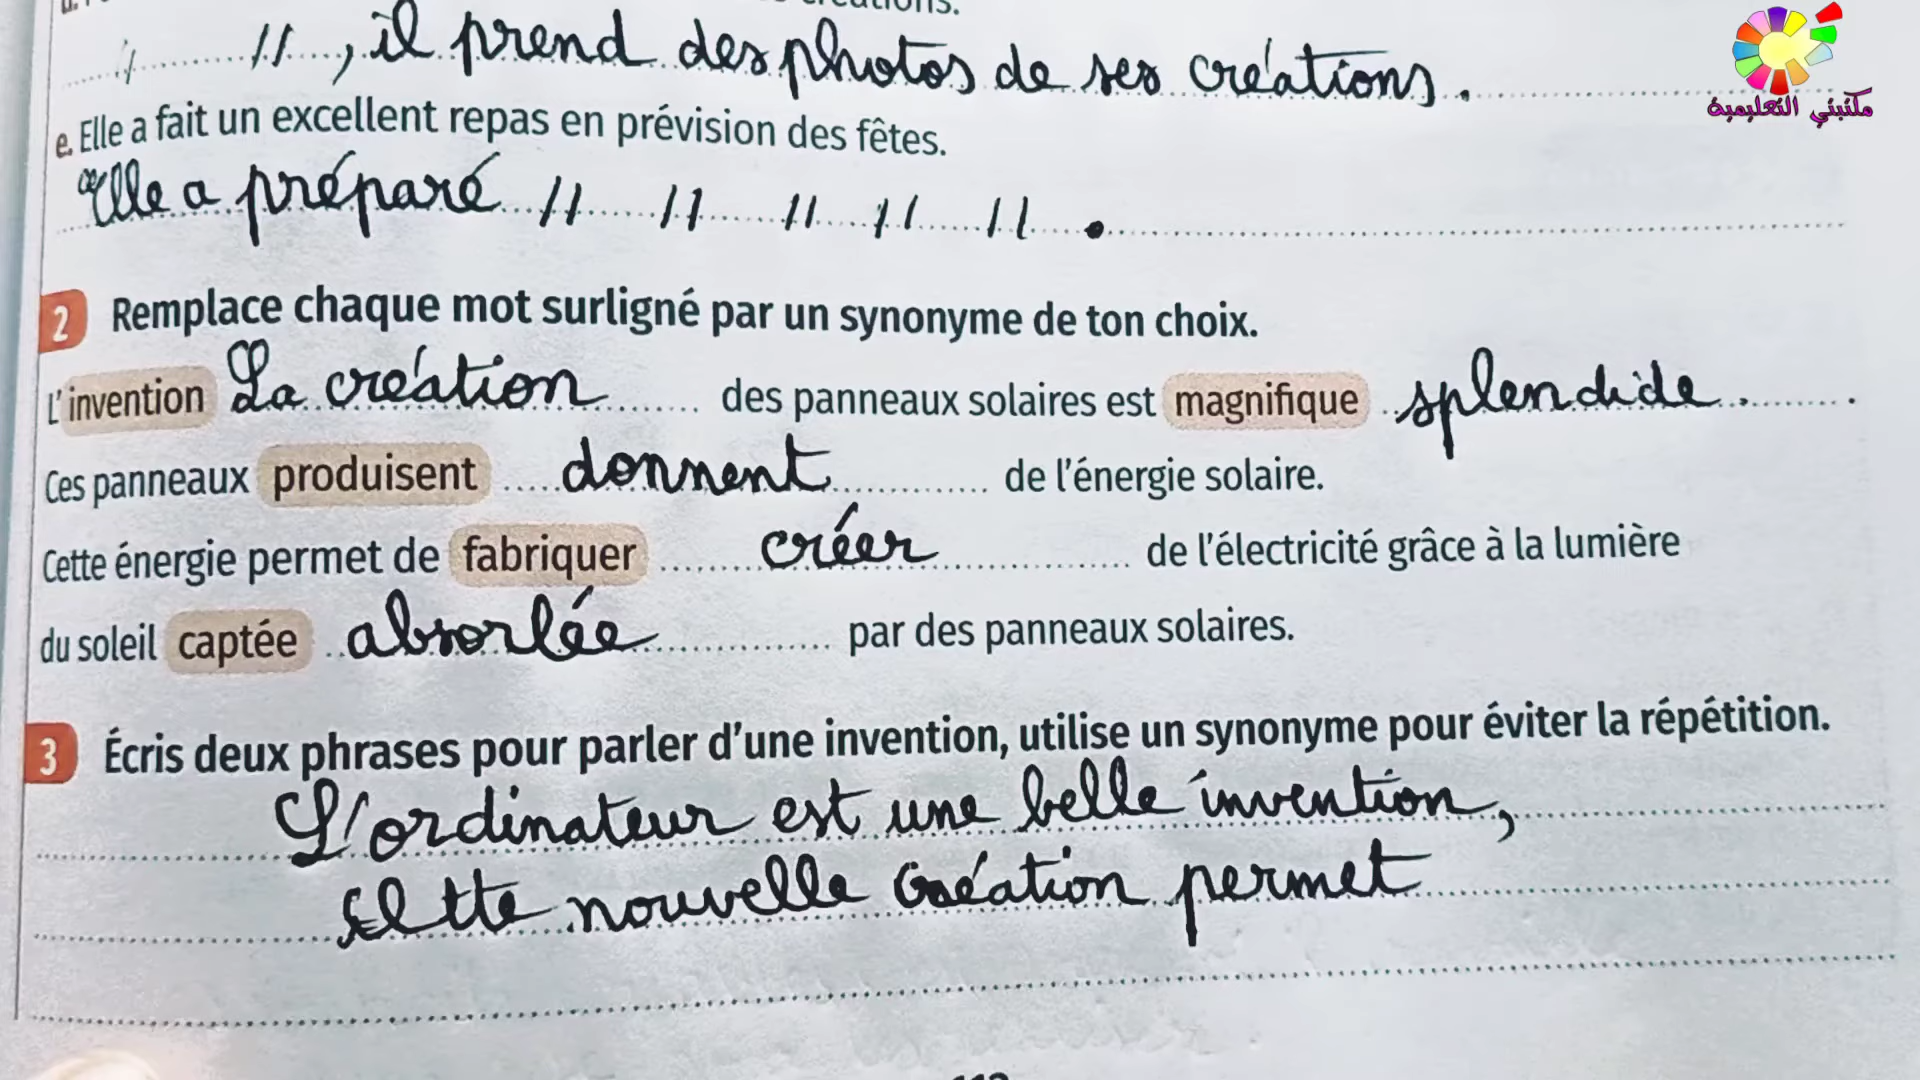 créations.
// // , il prend des photos de ses créations.
e. Elle a fait un excellent repas en prévision des fêtes.
Elle a préparé // // // // // .
2 Remplace chaque mot surligné par un synonyme de ton choix.
L'invention La création des panneaux solaires est magnifique splendide .
Ces panneaux produisent donnent de l'énergie solaire.
Cette énergie permet de fabriquer créer de l'électricité grâce à la lumière
du soleil captée absorbée par des panneaux solaires.
3 Écris deux phrases pour parler d'une invention, utilise un synonyme pour éviter la répétition.
L'ordinateur est une belle invention,
cette nouvelle création permet
مكتبتي التعليمية